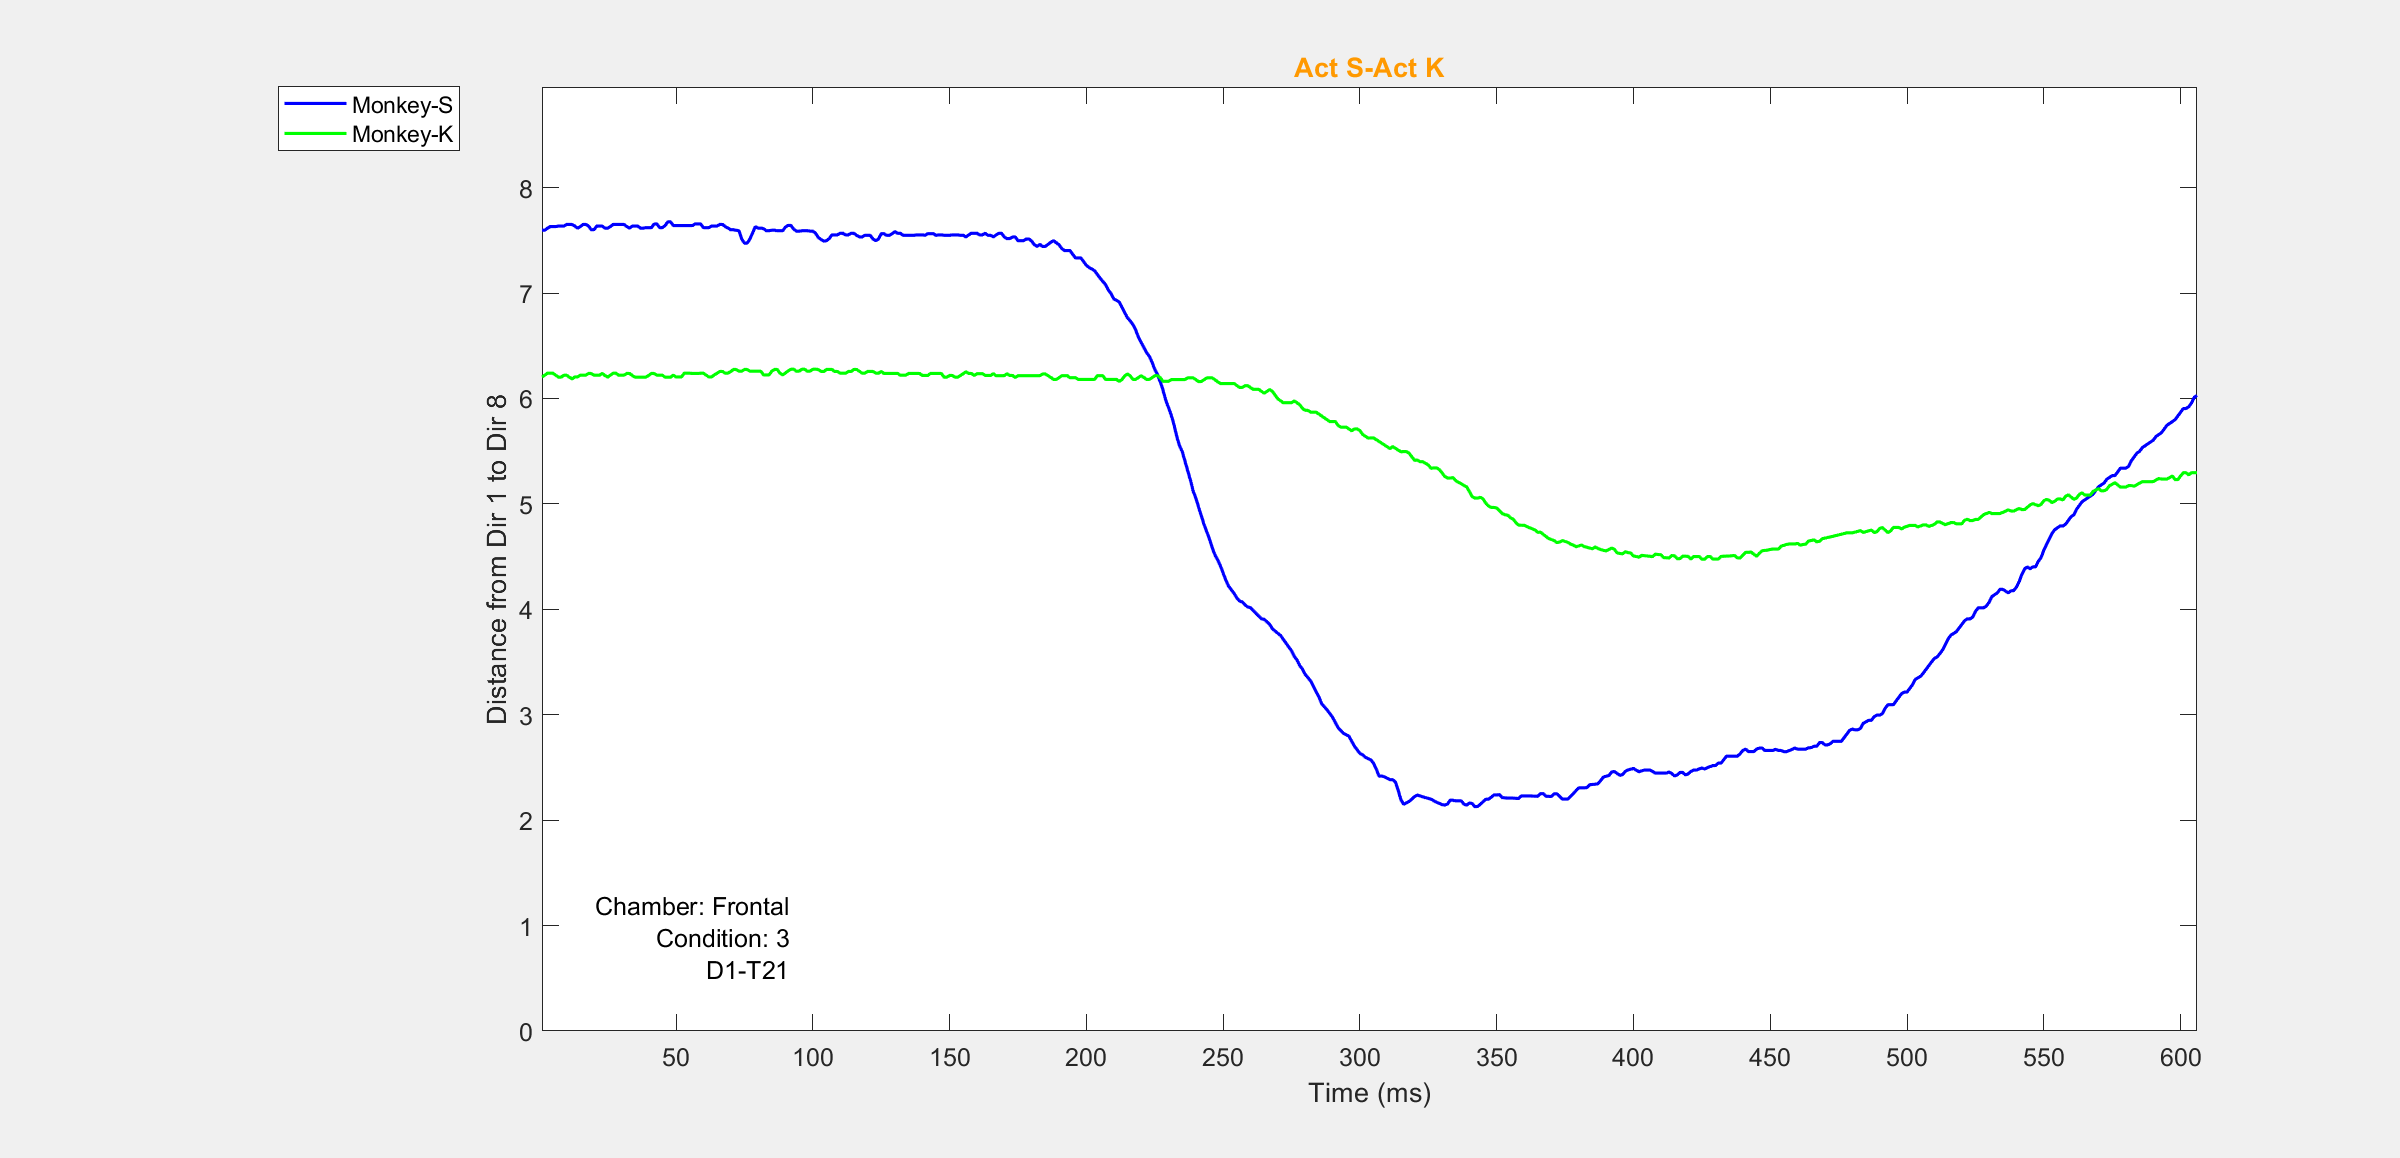 Act S-Act K
Monkey-S
Monkey-K
Distance from Dir 1 to Dir 8
8
7
6
5
4
3
2
1
0
Chamber: Frontal
Condition: 3
D1-T21
50 100 150 200 250 300 350 400 450 500 550 600
Time (ms)